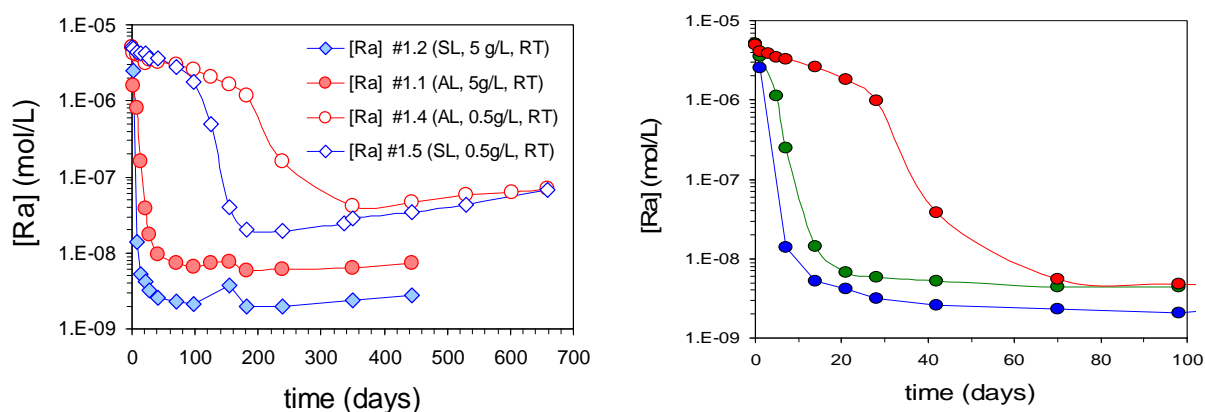 [Ra] (mol/L)
1.E-05
1.E-06
1.E-07
1.E-08
1.E-09
[Ra] #1.2 (SL, 5 g/L, RT)
[Ra] #1.1 (AL, 5g/L, RT)
[Ra] #1.4 (AL, 0.5g/L, RT)
[Ra] #1.5 (SL, 0.5g/L, RT)
0 100 200 300 400 500 600 700
time (days)
[Ra] (mol/L)
1.E-05
1.E-06
1.E-07
1.E-08
1.E-09
0 20 40 60 80 100
time (days)